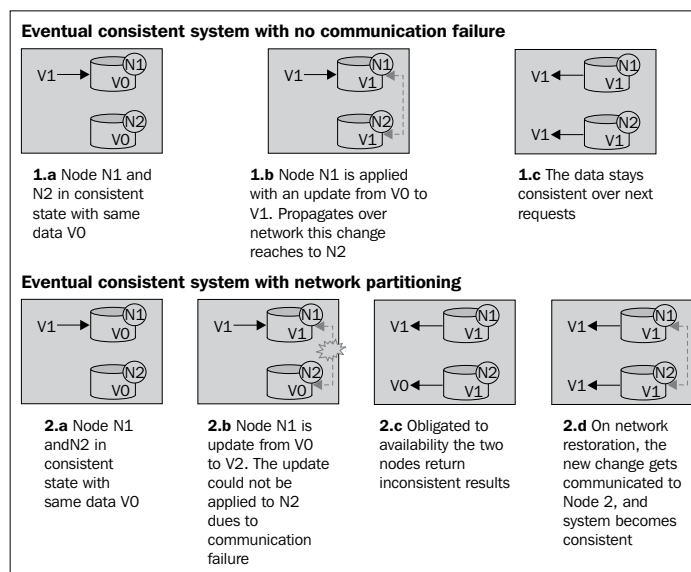 Eventual consistent system with no communication failure
V1 N1 V0
N2 V0
V1 N1 V1
N2 V1
V1 N1 V1
V1 N2 V1
1.a Node N1 and
N2 in consistent
state with same
data V0
1.b Node N1 is applied
with an update from V0 to
V1. Propagates over
network this change
reaches to N2
1.c The data stays
consistent over next
requests
Eventual consistent system with network partitioning
V1 N1 V0
N2 V0
V1 N1 V1
N2 V0
V1 N1 V1
V0 N2 V1
V1 N1 V1
V1 N2 V1
2.a Node N1
andN2 in
consistent
state with
same data V0
2.b Node N1 is
update from V0
to V2. The update
could not be
applied to N2
dues to
communication
failure
2.c Obligated to
availability the two
nodes return
inconsistent results
2.d On network
restoration, the
new change gets
communicated to
Node 2, and
system becomes
consistent